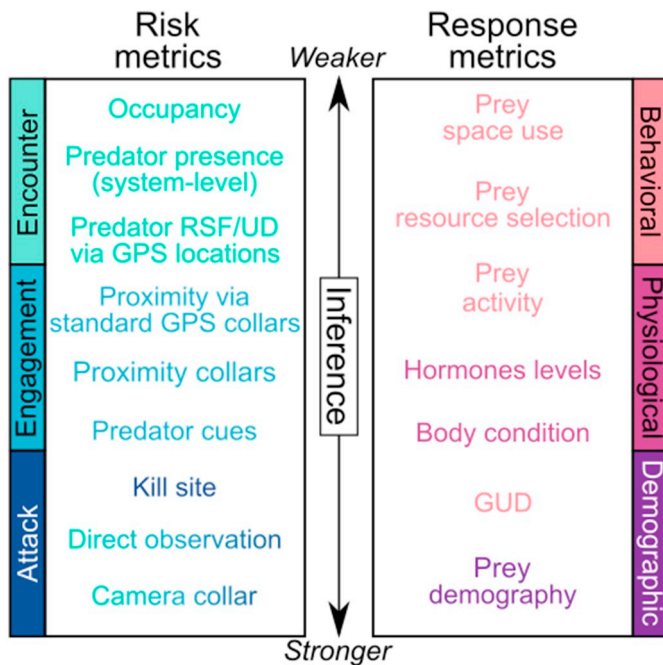 Risk
metrics
Weaker
Response
metrics
Encounter
Occupancy
Predator presence
(system-level)
Predator RSF/UD
via GPS locations
Engagement
Proximity via
standard GPS collars
Proximity collars
Predator cues
Attack
Kill site
Direct observation
Camera collar
Inference
Stronger
Prey
space use
Prey
resource selection
Prey
activity
Hormones levels
Body condition
GUD
Prey
demography
Behavioral
Physiological
Demographic